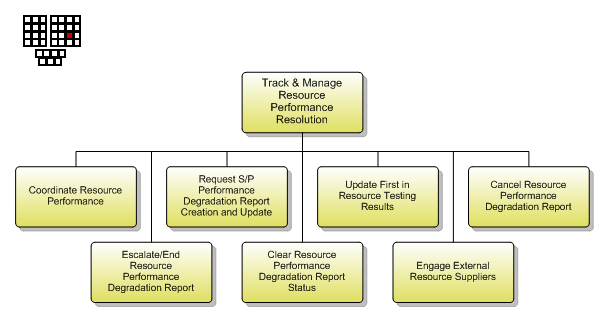 Track & Manage
Resource
Performance
Resolution
Coordinate Resource
Performance
Request S/P
Performance
Degradation Report
Creation and Update
Update First in
Resource Testing
Results
Cancel Resource
Performance
Degradation Report
Escalate/End
Resource
Performance
Degradation Report
Clear Resource
Performance
Degradation Report
Status
Engage External
Resource Suppliers